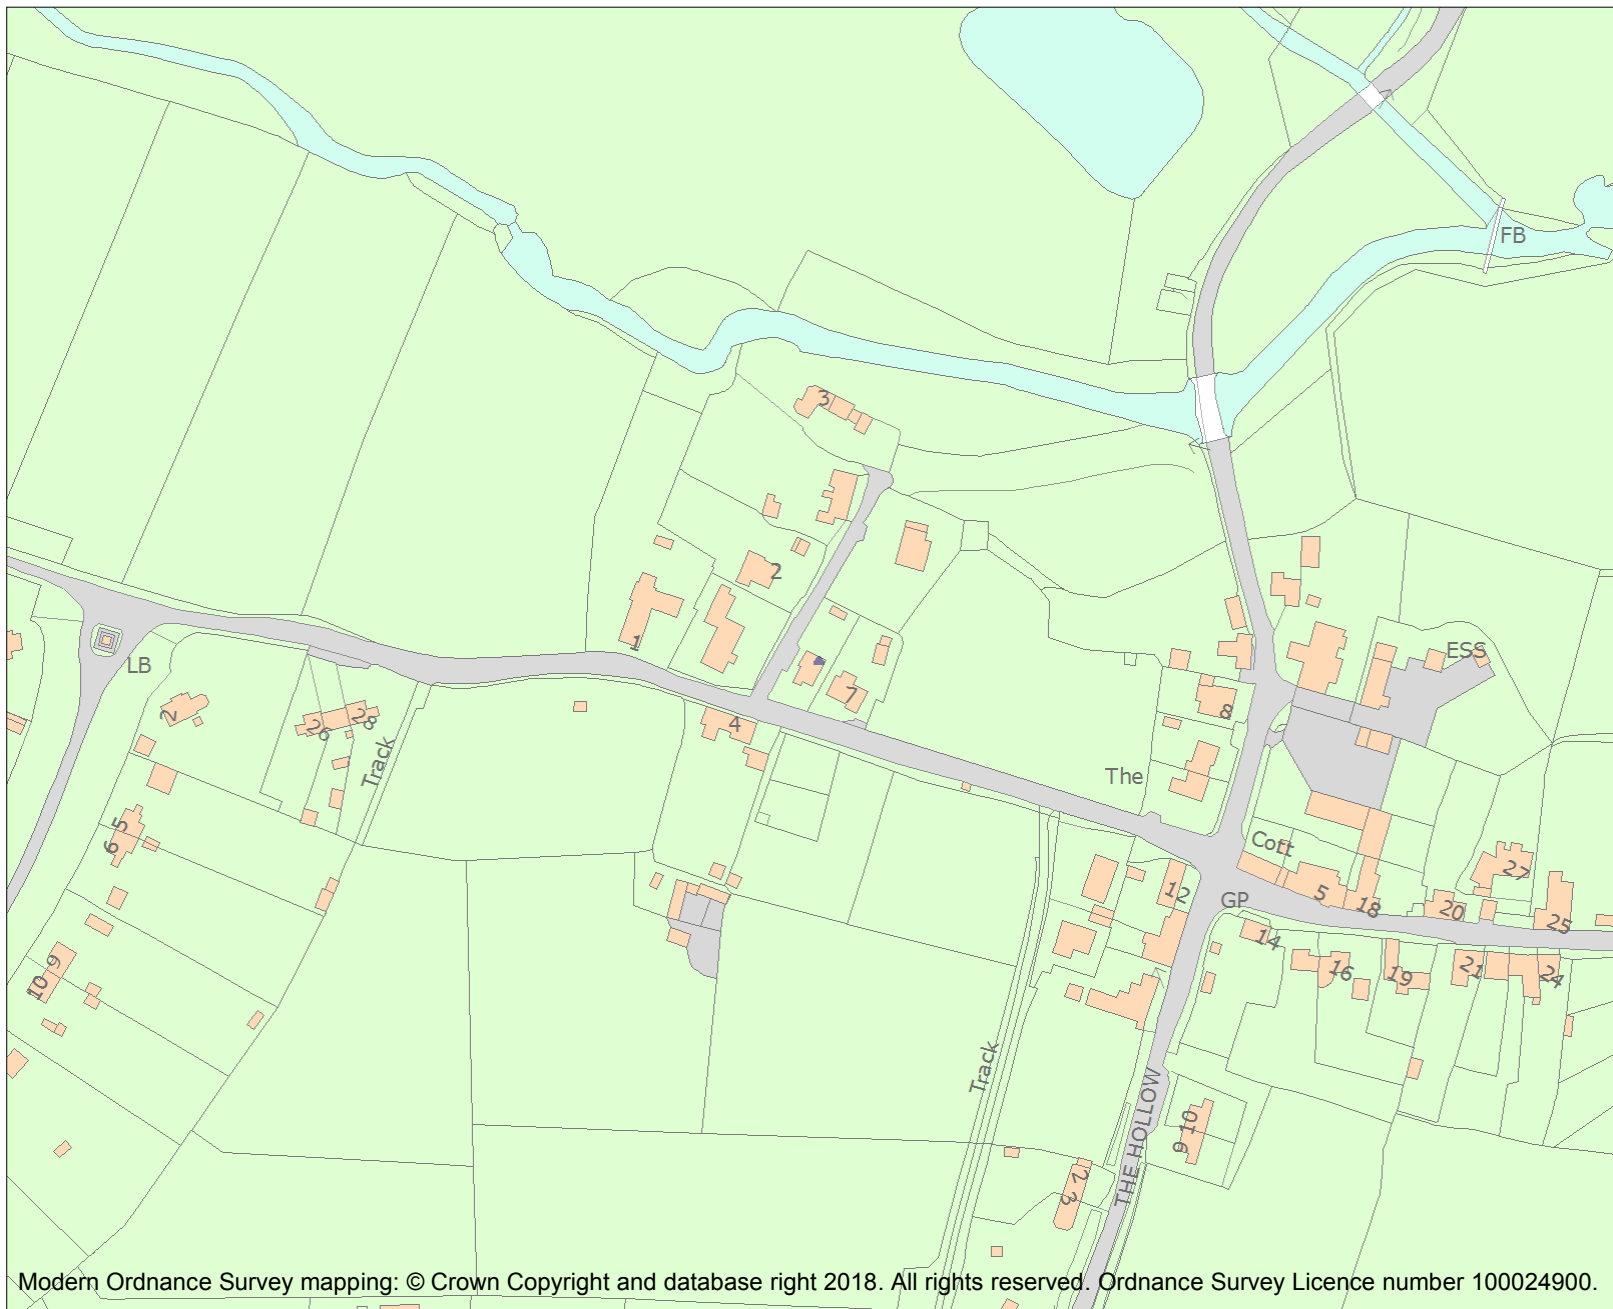 FB
3
2
1
LB
ESS
2
26
28
7
8
4
Track
The
5
6
Cott
27
12
GP
5
18
20
25
14
9
10
16
19
21
24
Track
THE HOLLOW
10
9
2
3
Modern Ordnance Survey mapping: © Crown Copyright and database right 2018. All rights reserved. Ordnance Survey Licence number 100024900.